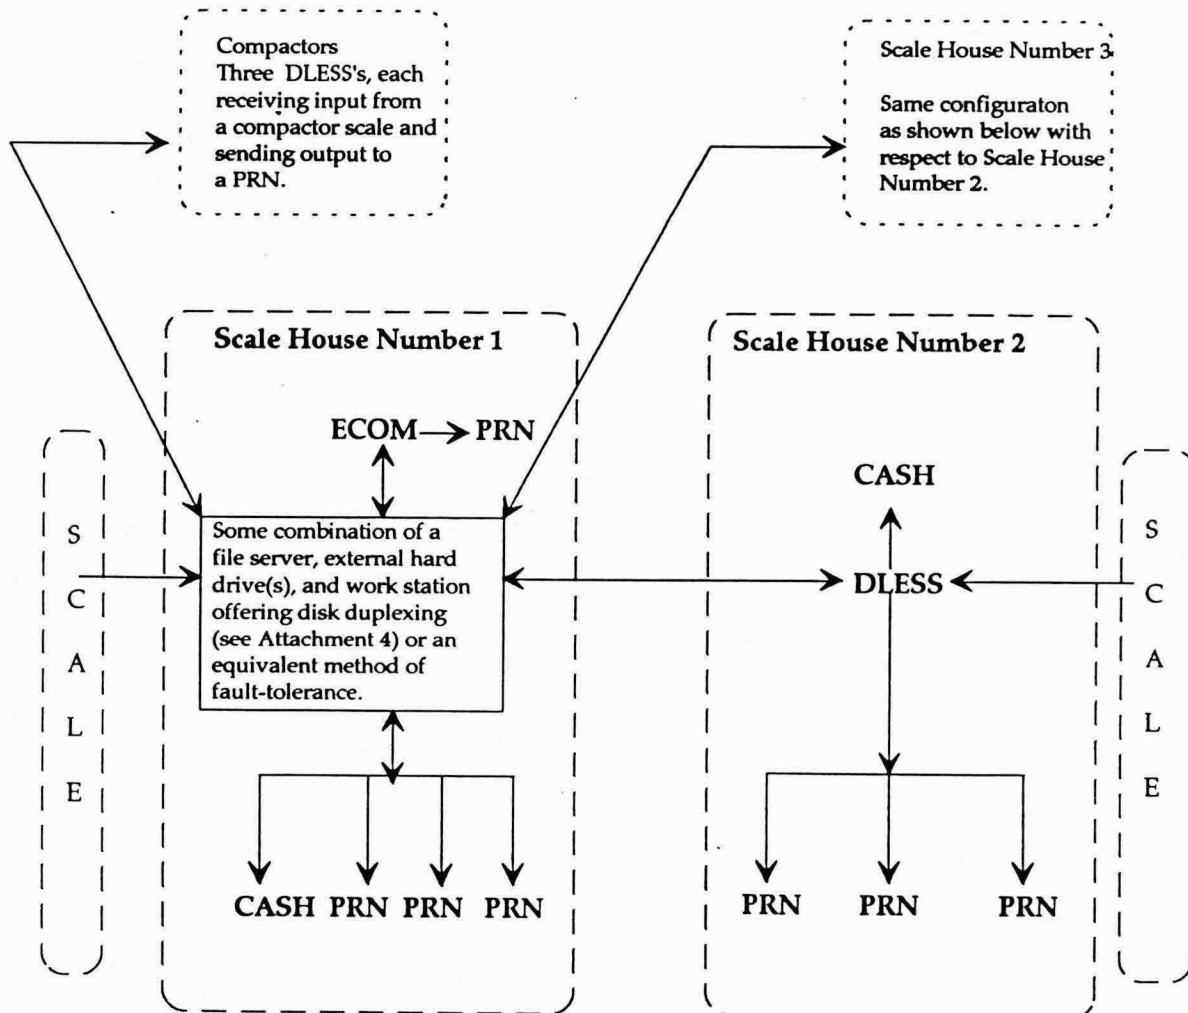 Compactors
Three DLESS's, each
receiving input from
a compactor scale and
sending output to
a PRN.
Scale House Number 3
Same configuraton
as shown below with
respect to Scale House
Number 2.
Scale House Number 1
ECOM PRN
Some combination of a
file server, external hard
drive(s), and work station
offering disk duplexing
(see Attachment 4) or an
equivalent method of
fault-tolerance.
CASH PRN PRN PRN
SCALE
Scale House Number 2
CASH
DLESS
PRN PRN PRN
SCALE